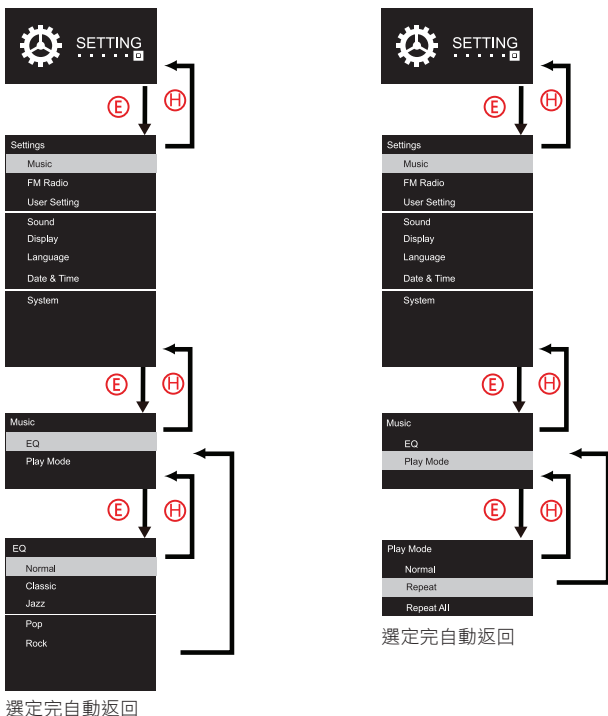 SETTING
E
H
Settings
Music
FM Radio
User Setting
Sound
Display
Language
Date & Time
System
E
H
Music
EQ
Play Mode
E
H
EQ
Normal
Classic
Jazz
Pop
Rock
選定完自動返回
SETTING
E
H
Settings
Music
FM Radio
User Setting
Sound
Display
Language
Date & Time
System
E
H
Music
EQ
Play Mode
E
H
Play Mode
Normal
Repeat
Repeat All
選定完自動返回